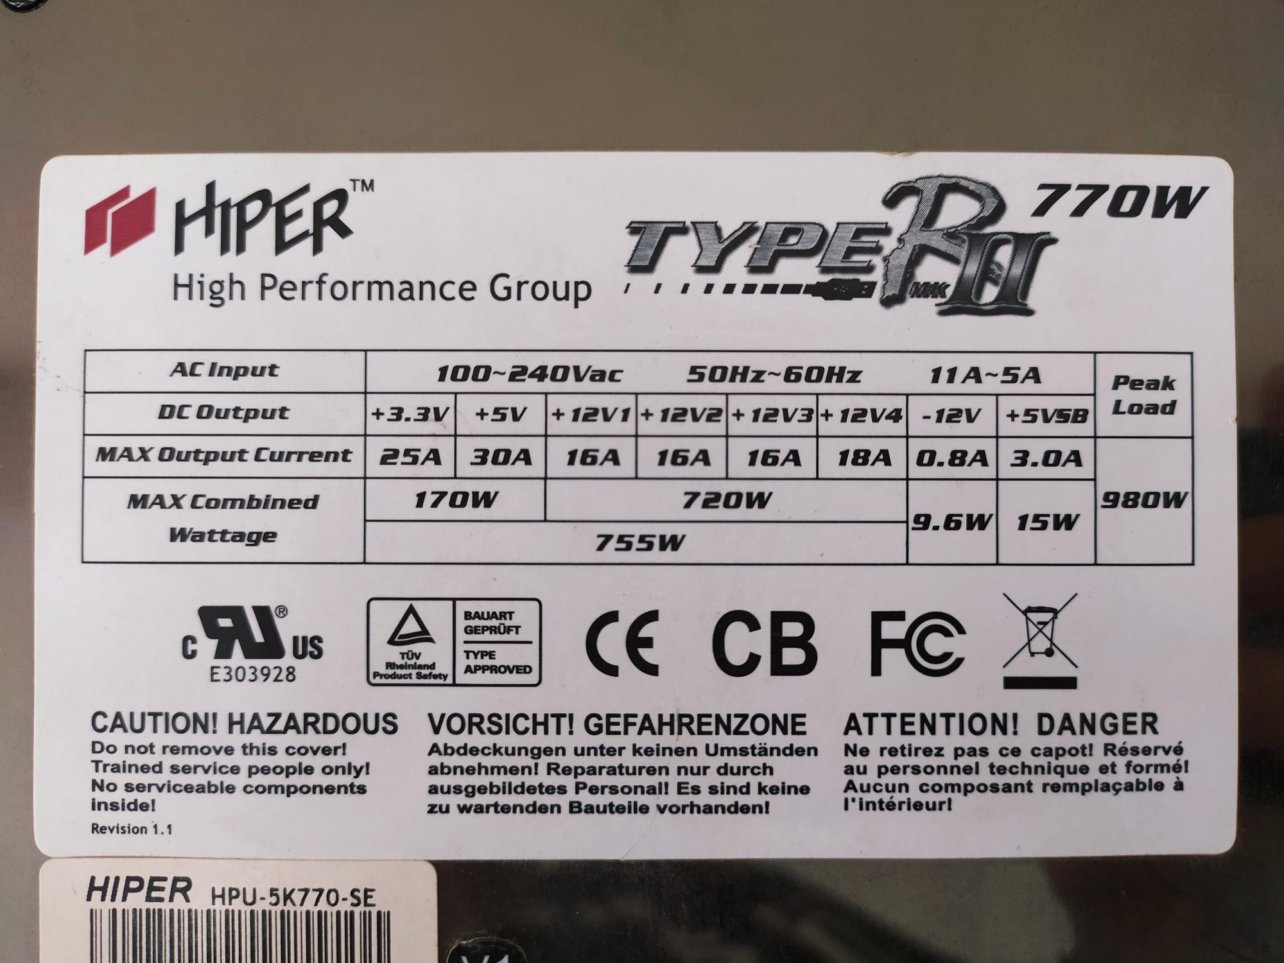 HIPER™
High Performance Group
TYPE R MK II 770W
AC Input 100~240Vac 50Hz~60Hz 11A~5A Peak Load
DC Output +3.3V +5V +12V1 +12V2 +12V3 +12V4 -12V +5VSB
MAX Output Current 25A 30A 16A 16A 16A 18A 0.8A 3.0A 980W
MAX Combined Wattage 170W 720W 9.6W 15W
755W
C RU® US
E303928
TÜV
Rheinland
Product Safety
BAUART
GEPRÜFT
TYPE
APPROVED
CE
CB
FC
CAUTION! HAZARDOUS
Do not remove this cover!
Trained service people only!
No serviceable components
inside!
Revision 1.1
VORSICHT! GEFAHRENZONE
Abdeckungen unter keinen Umständen
abnehmen! Reparaturen nur durch
ausgebildetes Personal! Es sind keine
zu wartenden Bauteile vorhanden!
ATTENTION! DANGER
Ne retirez pas ce capot! Réservé
au personnel technique et formé!
Aucun composant remplaçable à
l'intérieur!
HIPER HPU-5K770-SE